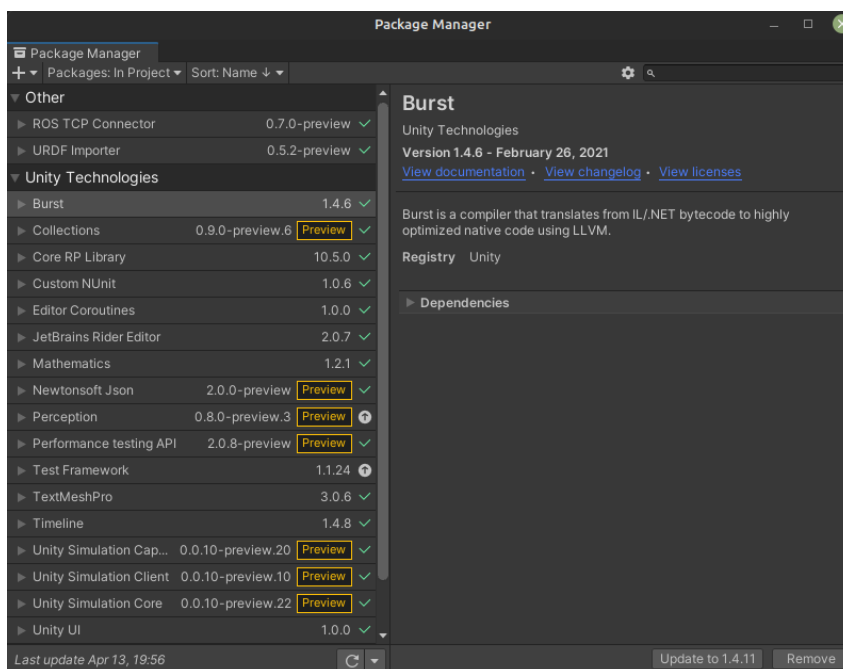 Package Manager
Package Manager
Packages: In Project Sort: Name ↓
Other
ROS TCP Connector 0.7.0-preview
URDF Importer 0.5.2-preview
Unity Technologies
Burst 1.4.6
Collections 0.9.0-preview.6 Preview
Core RP Library 10.5.0
Custom NUnit 1.0.6
Editor Coroutines 1.0.0
JetBrains Rider Editor 2.0.7
Mathematics 1.2.1
Newtonsoft Json 2.0.0-preview Preview
Perception 0.8.0-preview.3 Preview
Performance testing API 2.0.8-preview Preview
Test Framework 1.1.24
TextMeshPro 3.0.6
Timeline 1.4.8
Unity Simulation Cap... 0.0.10-preview.20 Preview
Unity Simulation Client 0.0.10-preview.10 Preview
Unity Simulation Core 0.0.10-preview.22 Preview
Unity UI 1.0.0
Last update Apr 13, 19:56
Burst
Unity Technologies
Version 1.4.6 - February 26, 2021
View documentation • View changelog • View licenses
Burst is a compiler that translates from IL/.NET bytecode to highly
optimized native code using LLVM.
Registry Unity
Dependencies
Update to 1.4.11 Remove